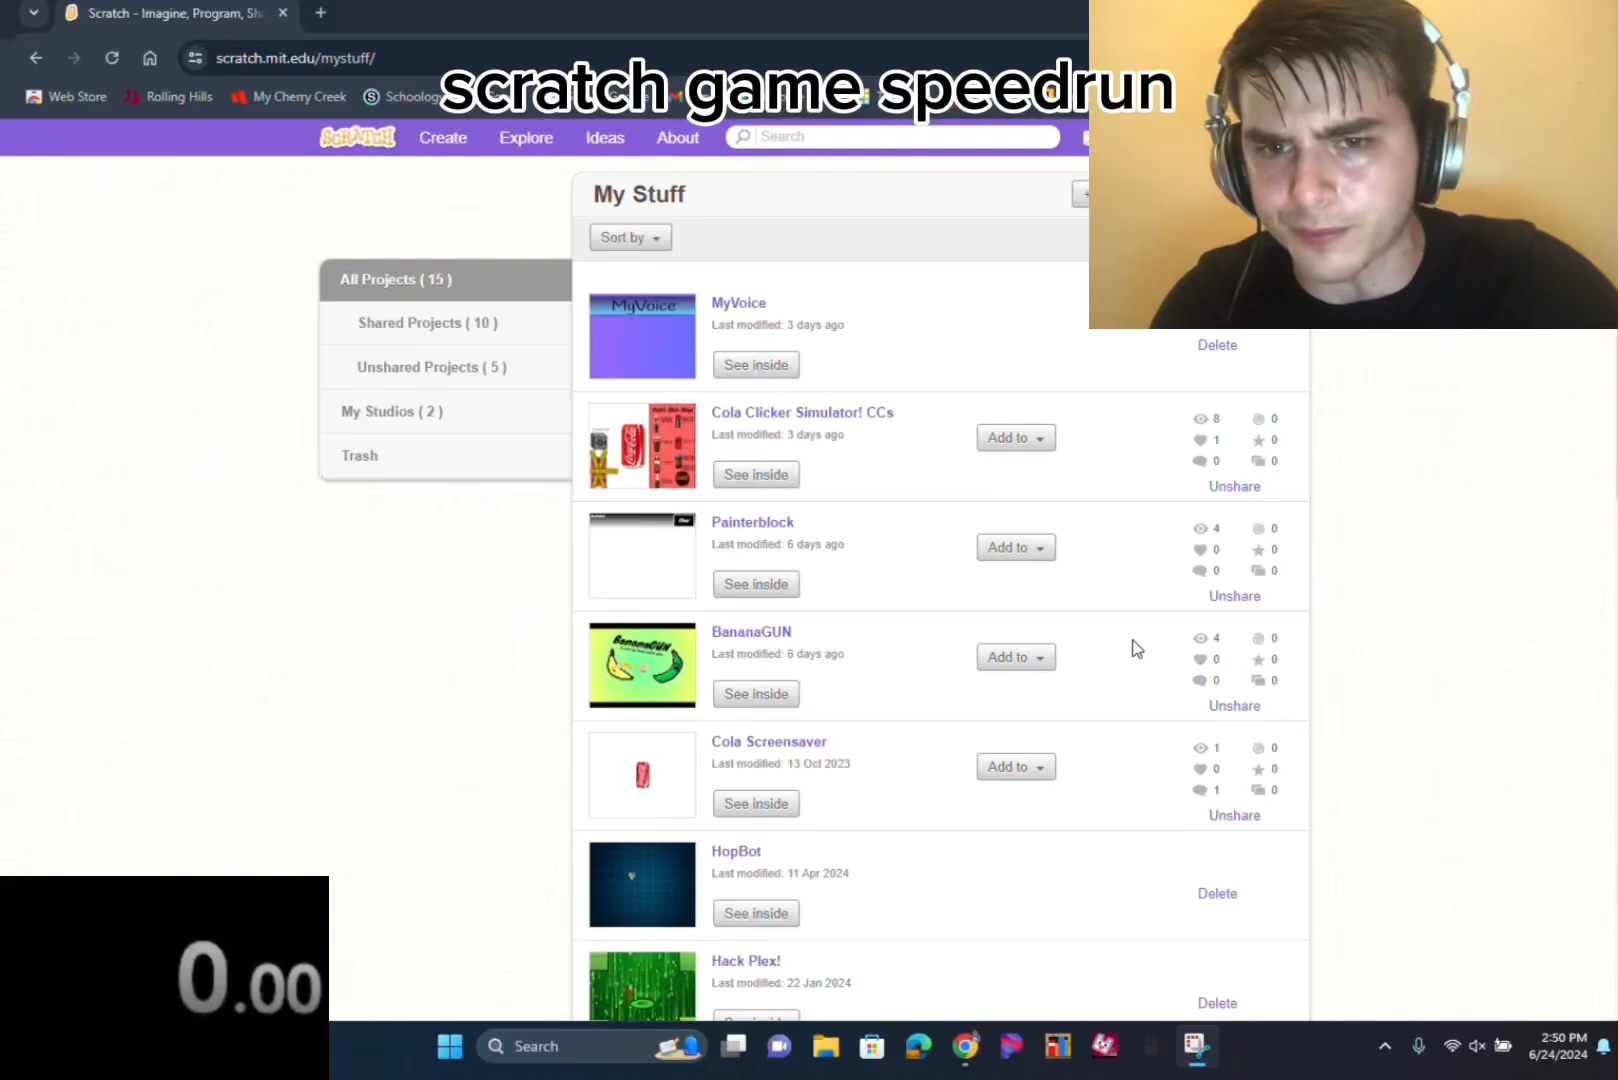 Scratch - Imagine, Program, Sh
scratch.mit.edu/mystuff/
Web Store
Rolling Hills
My Cherry Creek
Schoology
scratch game speedrun
SCRATCH
Create
Explore
Ideas
About
Search
My Stuff
Sort by
All Projects ( 15 )
Shared Projects ( 10 )
Unshared Projects ( 5 )
My Studios ( 2 )
Trash
MyVoice
MyVoice
Last modified: 3 days ago
See inside
Delete
Cola Clicker Simulator! CCs
Last modified: 3 days ago
See inside
Add to
8 0
1 0
0 0
Unshare
Painterblock
Last modified: 6 days ago
See inside
Add to
4 0
0 0
0 0
Unshare
BananaGUN
BananaGUN
Last modified: 6 days ago
See inside
Add to
4 0
0 0
0 0
Unshare
Cola Screensaver
Last modified: 13 Oct 2023
See inside
Add to
1 0
0 0
1 0
Unshare
HopBot
Last modified: 11 Apr 2024
See inside
Delete
Hack Plex!
Last modified: 22 Jan 2024
Delete
0.00
Search
2:50 PM
6/24/2024